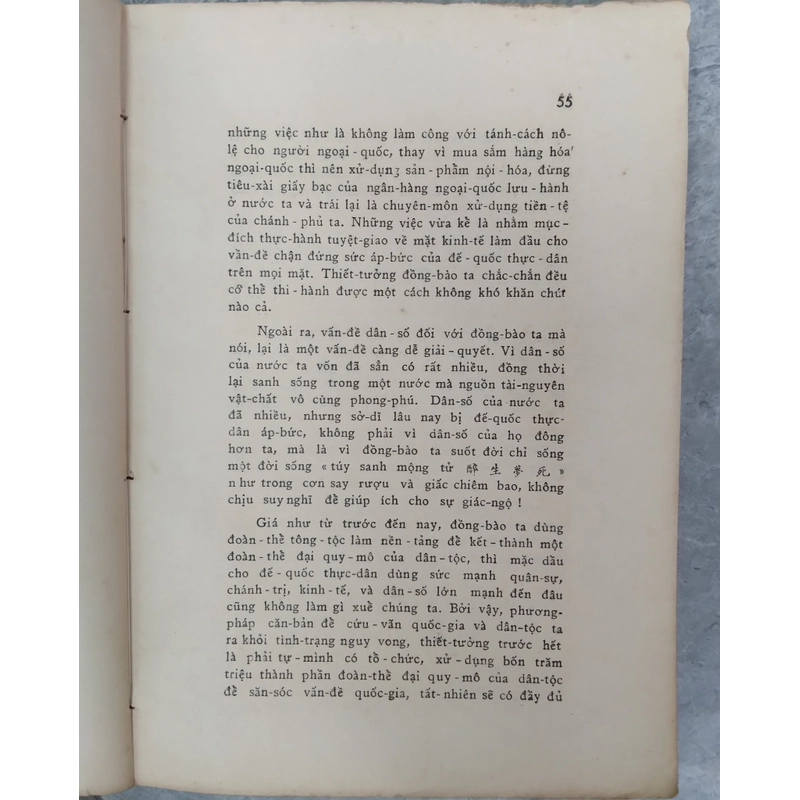 55
những việc như là không làm công với tánh-cách nô-
lệ cho người ngoại-quốc, thay vì mua sắm hàng hóa
ngoại-quốc thì nên xử-dụng sản-phẩm nội-hóa, đừng
tiêu-xài giấy bạc của ngân-hàng ngoại-quốc lưu-hành
ở nước ta và trái lại là chuyên-môn xử-dụng tiền-tệ
của chánh-phủ ta. Những việc vừa kể là nhằm mục-
đích thực-hành tuyệt-giao về mặt kinh-tế làm đầu cho
vấn-đề chận đứng sức áp-bức của đế-quốc thực-dân
trên mọi mặt. Thiết-tưởng đồng-bào ta chắc-chắn đều
có thể thi-hành được một cách không khó khăn chút
nào cả.
Ngoài ra, vấn-đề dân-số đối với đồng-bào ta mà
nói, lại là một vấn-đề càng dễ giải-quyết. Vì dân-số
của nước ta vốn đã sẵn có rất nhiều, đồng thời
lại sanh sống trong một nước mà nguồn tài-nguyên
vật-chất vô cùng phong-phú. Dân-số của nước ta
đã nhiều, nhưng sở-dĩ lâu nay bị đế-quốc thực-
dân áp-bức, không phải vì dân-số của họ đông
hơn ta, mà là vì đồng-bào ta suốt đời chỉ sống
một đời sống « túy sanh mộng tử 醉生夢死 »
như trong cơn say rượu và giấc chiêm bao, không
chịu suy nghĩ để giúp ích cho sự giác-ngộ !
Giá như từ trước đến nay, đồng-bào ta dùng
đoàn-thể tông-tộc làm nền-tảng để kết-thành một
đoàn-thể đại quy-mô của dân-tộc, thì mặc dầu
cho đế-quốc thực-dân dùng sức mạnh quân-sự,
chánh-trị, kinh-tế, và dân-số lớn mạnh đến đâu
cũng không làm gì xuể chúng ta. Bởi vậy, phương-
pháp căn-bản để cứu-vãn quốc-gia và dân-tộc ta
ra khỏi tình-trạng nguy vong, thiết-tưởng trước hết
là phải tự-mình có tổ-chức, xử-dụng bốn trăm
triệu thành phần đoàn-thể đại quy-mô của dân-tộc
để săn-sóc vấn-đề quốc-gia, tất-nhiên sẽ có đầy đủ